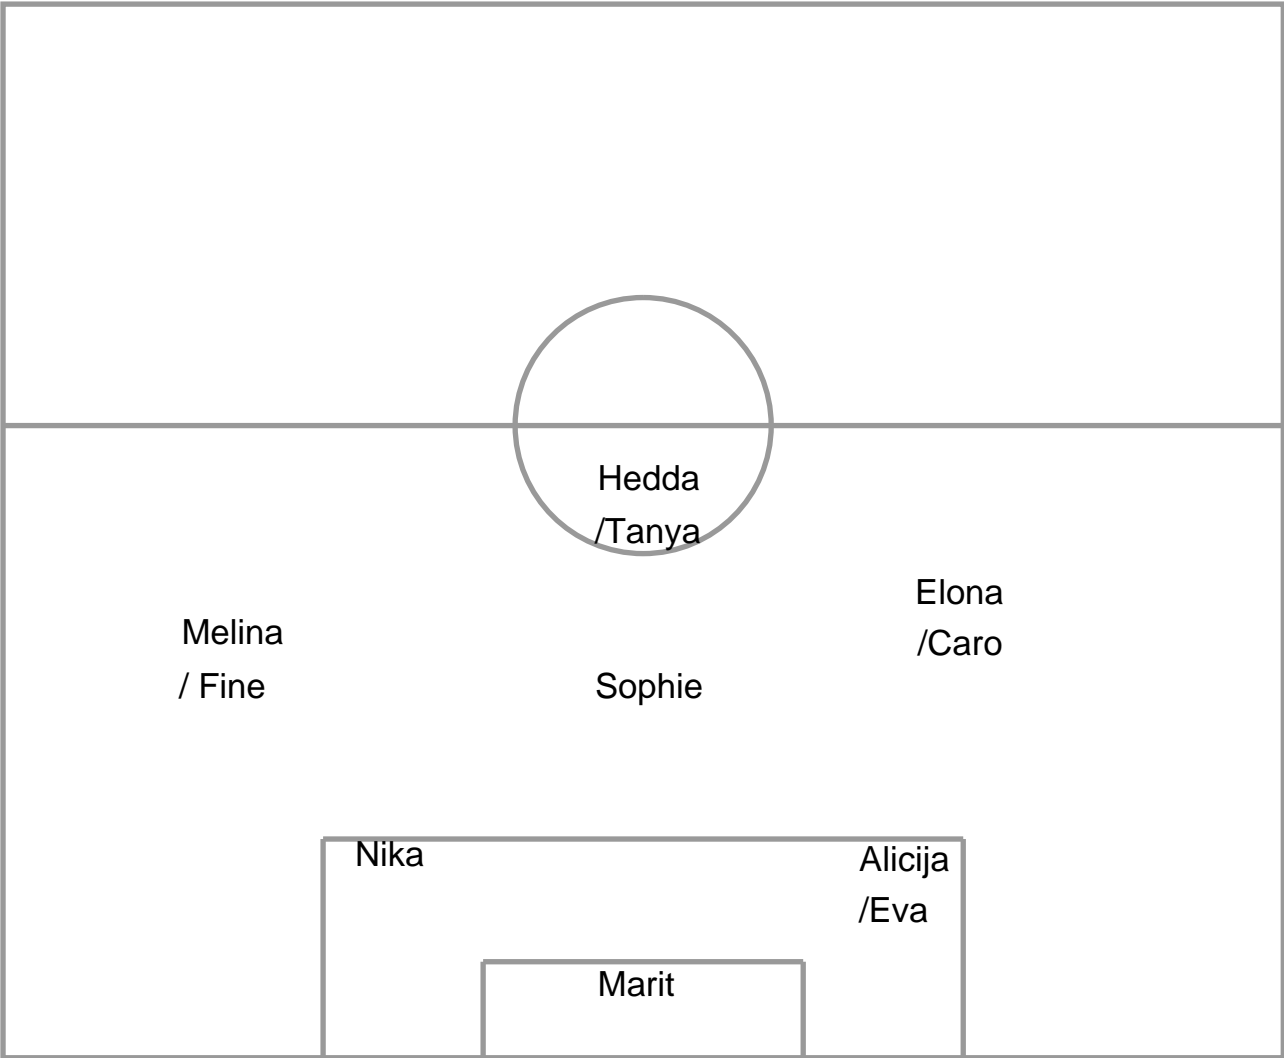 Hedda
/Tanya
Elona
/Caro
Melina
/ Fine
Sophie
Nika
Alicija
/Eva
Marit